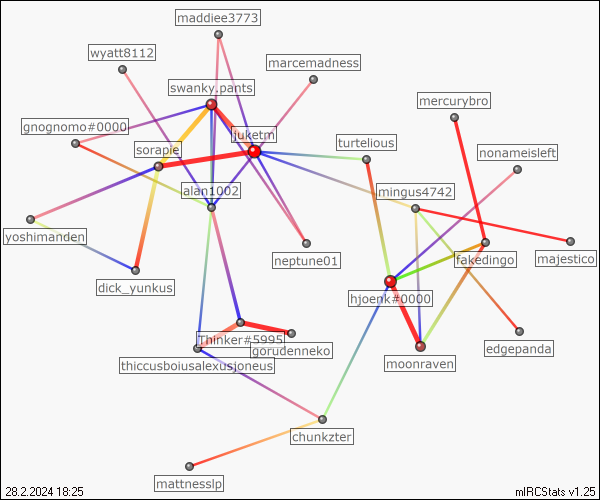 maddiee3773
wyatt8112
marcemadness
swanky.pants
mercurybro
gnognomo#0000
juketm
turtelious
sorapie
nonameisleft
alan1002
mingus4742
yoshimanden
neptune01
fakedingo
majestico
dick_yunkus
hjoenk#0000
Thinker#5995
gorudenneko
edgepanda
thiccusboiusalexusjoneus
moonraven
chunkzter
mattnesslp
28.2.2024 18:25
mIRCStats v1.25